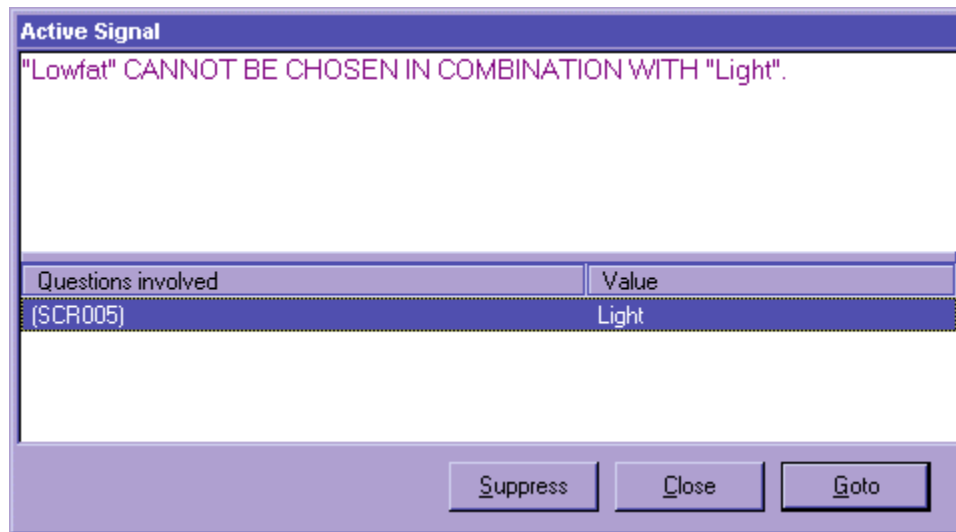 Active Signal
"Lowfat" CANNOT BE CHOSEN IN COMBINATION WITH "Light".
Questions involved Value
(SCR005) Light
Suppress Close Goto